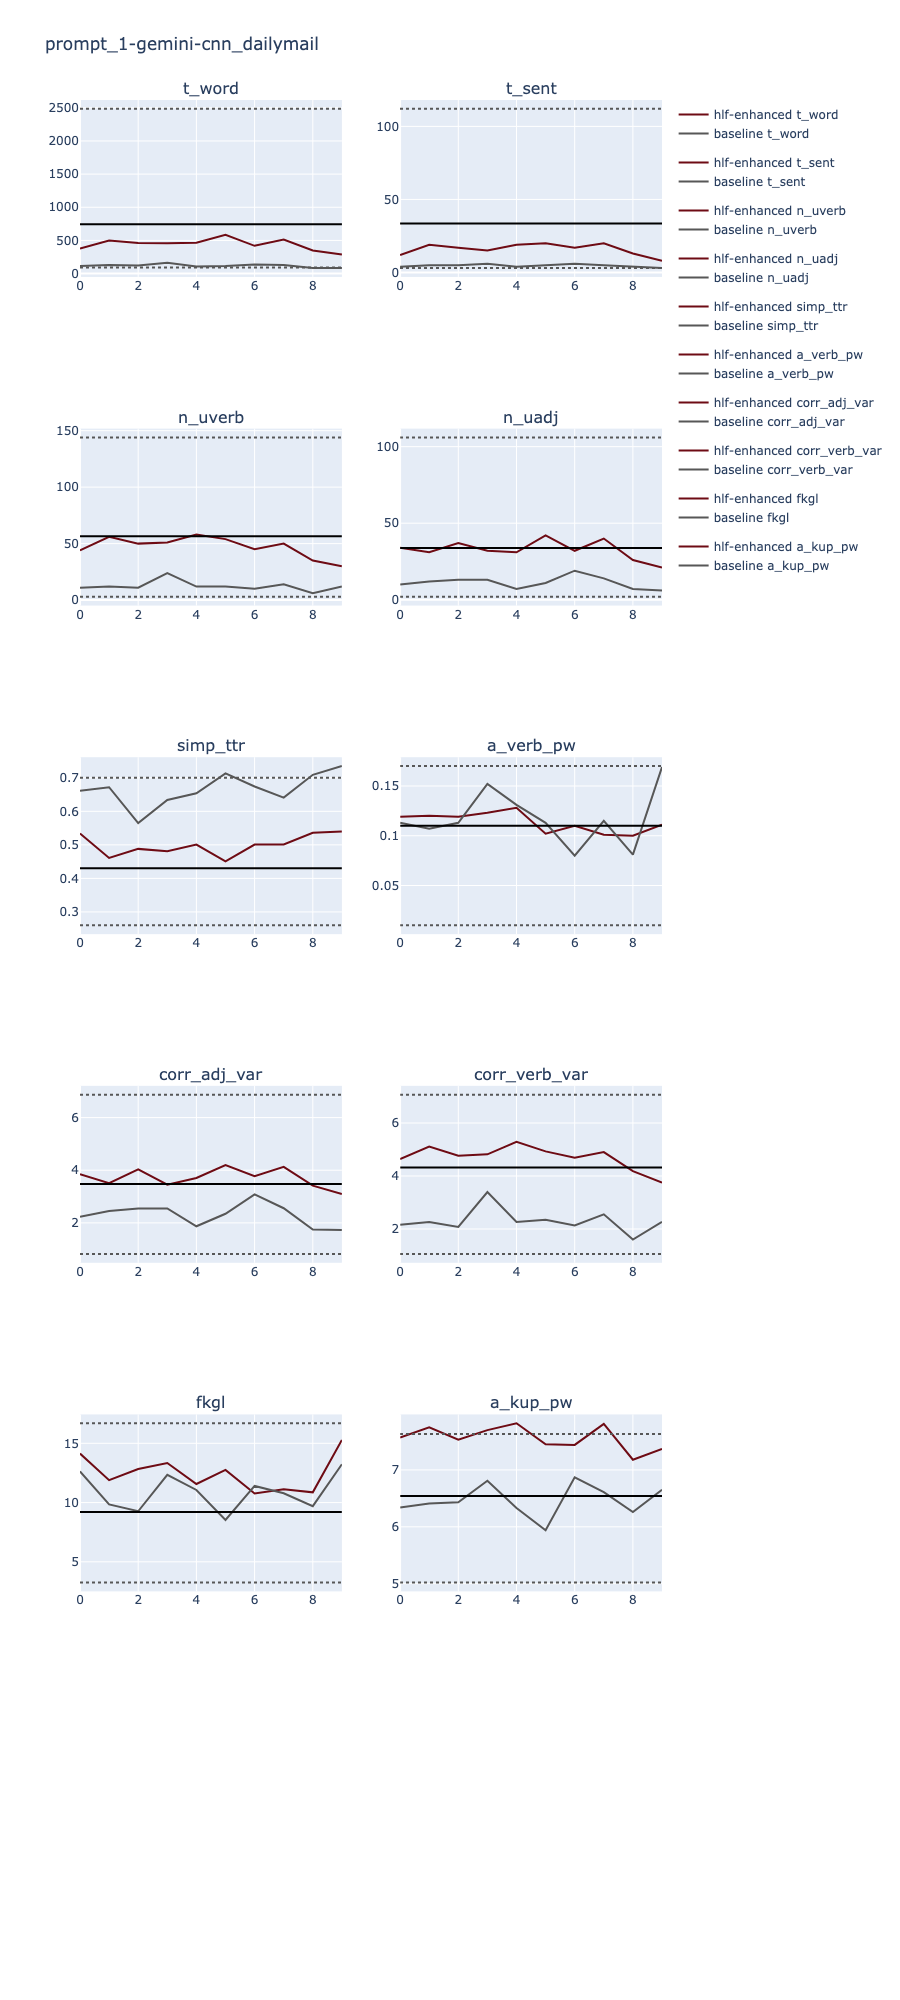 prompt_1-gemini-cnn_dailymail
t_word
2500
2000
1500
1000
500
0
0 2 4 6 8
t_sent
100
50
0
0 2 4 6 8
hlf-enhanced t_word
baseline t_word
hlf-enhanced t_sent
baseline t_sent
hlf-enhanced n_uverb
baseline n_uverb
hlf-enhanced n_uadj
baseline n_uadj
hlf-enhanced simp_ttr
baseline simp_ttr
hlf-enhanced a_verb_pw
baseline a_verb_pw
hlf-enhanced corr_adj_var
baseline corr_adj_var
hlf-enhanced corr_verb_var
baseline corr_verb_var
hlf-enhanced fkgl
baseline fkgl
hlf-enhanced a_kup_pw
baseline a_kup_pw
n_uverb
150
100
50
0
0 2 4 6 8
n_uadj
100
50
0
0 2 4 6 8
simp_ttr
0.7
0.6
0.5
0.4
0.3
0 2 4 6 8
a_verb_pw
0.15
0.1
0.05
0 2 4 6 8
corr_adj_var
6
4
2
0 2 4 6 8
corr_verb_var
6
4
2
0 2 4 6 8
fkgl
15
10
5
0 2 4 6 8
a_kup_pw
7
6
5
0 2 4 6 8